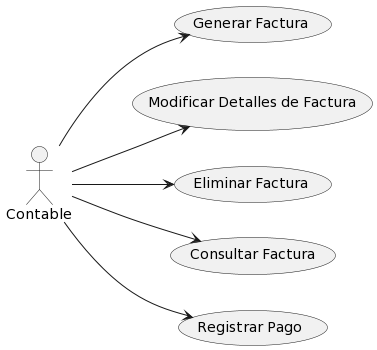 Generar Factura
Modificar Detalles de Factura
Eliminar Factura
Contable
Consultar Factura
Registrar Pago